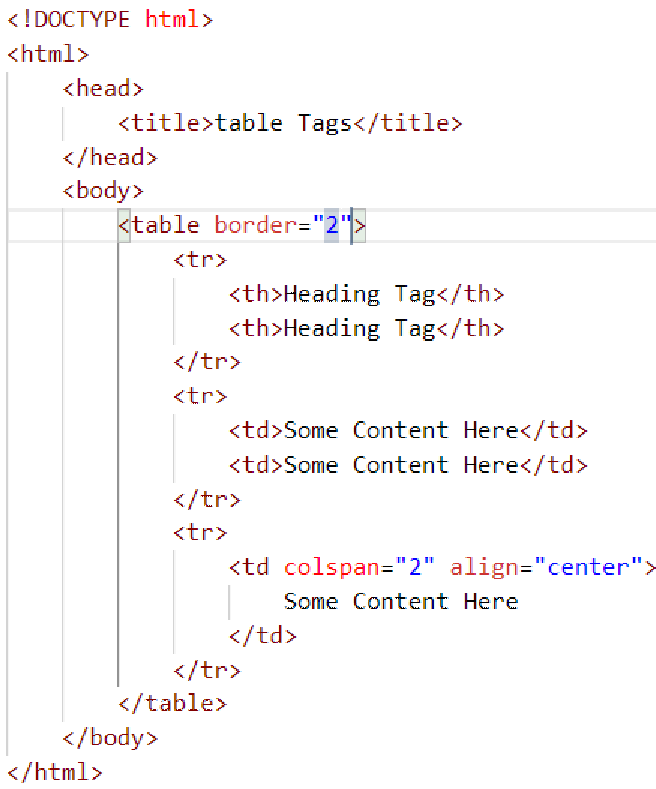 <!DOCTYPE html>
<html>
    <head>
        <title>table Tags</title>
    </head>
    <body>
        <table border="2">
            <tr>
                <th>Heading Tag</th>
                <th>Heading Tag</th>
            </tr>
            <tr>
                <td>Some Content Here</td>
                <td>Some Content Here</td>
            </tr>
            <tr>
                <td colspan="2" align="center">
                    Some Content Here
                </td>
            </tr>
        </table>
    </body>
</html>